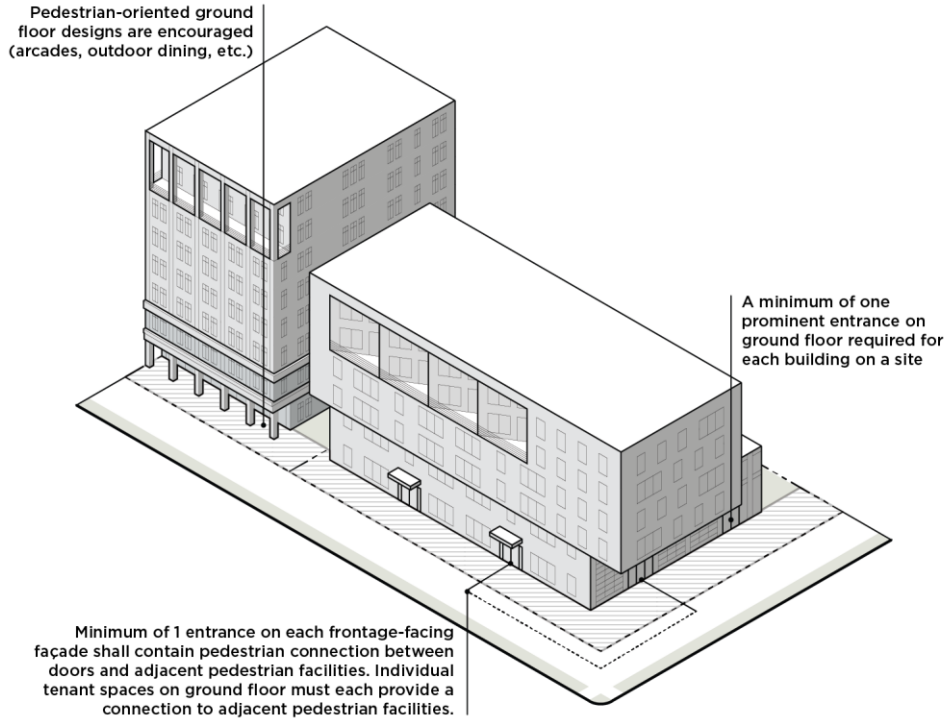 Pedestrian-oriented ground
floor designs are encouraged
(arcades, outdoor dining, etc.)
A minimum of one
prominent entrance on
ground floor required for
each building on a site
Minimum of 1 entrance on each frontage-facing
façade shall contain pedestrian connection between
doors and adjacent pedestrian facilities. Individual
tenant spaces on ground floor must each provide a
connection to adjacent pedestrian facilities.